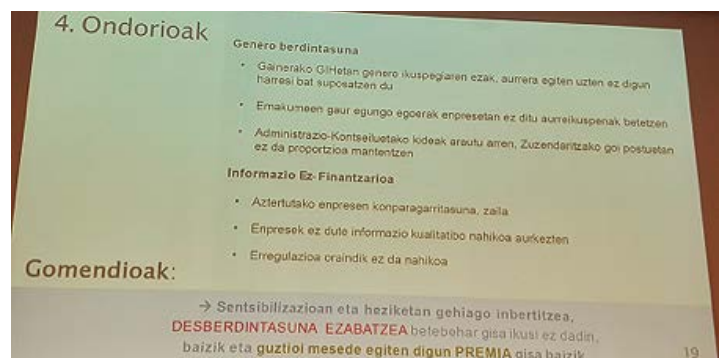 4. Ondorioak
Genero berdintasuna
• Gainerako GIHetan genero ikuspegiaren ezak, aurrera egiten uzten ez digun
harresi bat suposatzen du
• Emakumeen gaur egungo egoerak enpresetan ez ditu aurreikuspenak betetzen
• Administrazio-Kontseiluetako kideak arautu arren, Zuzendaritzako goi postuetan
ez da proportzioa mantentzen
Informazio Ez-Finantzarioa
• Aztertutako enpresen konparagarritasuna, zaila
• Enpresek ez dute informazio kualitatibo nahikoa aurkezten
• Erregulazioa oraindik ez da nahikoa
Gomendioak:
→ Sentsibilizazioan eta heziketan gehiago inbertitzea,
DESBERDINTASUNA EZABATZEA betebehar gisa ikusi ez dadin,
baizik eta guztioi mesede egiten digun PREMIA gisa baizik
19